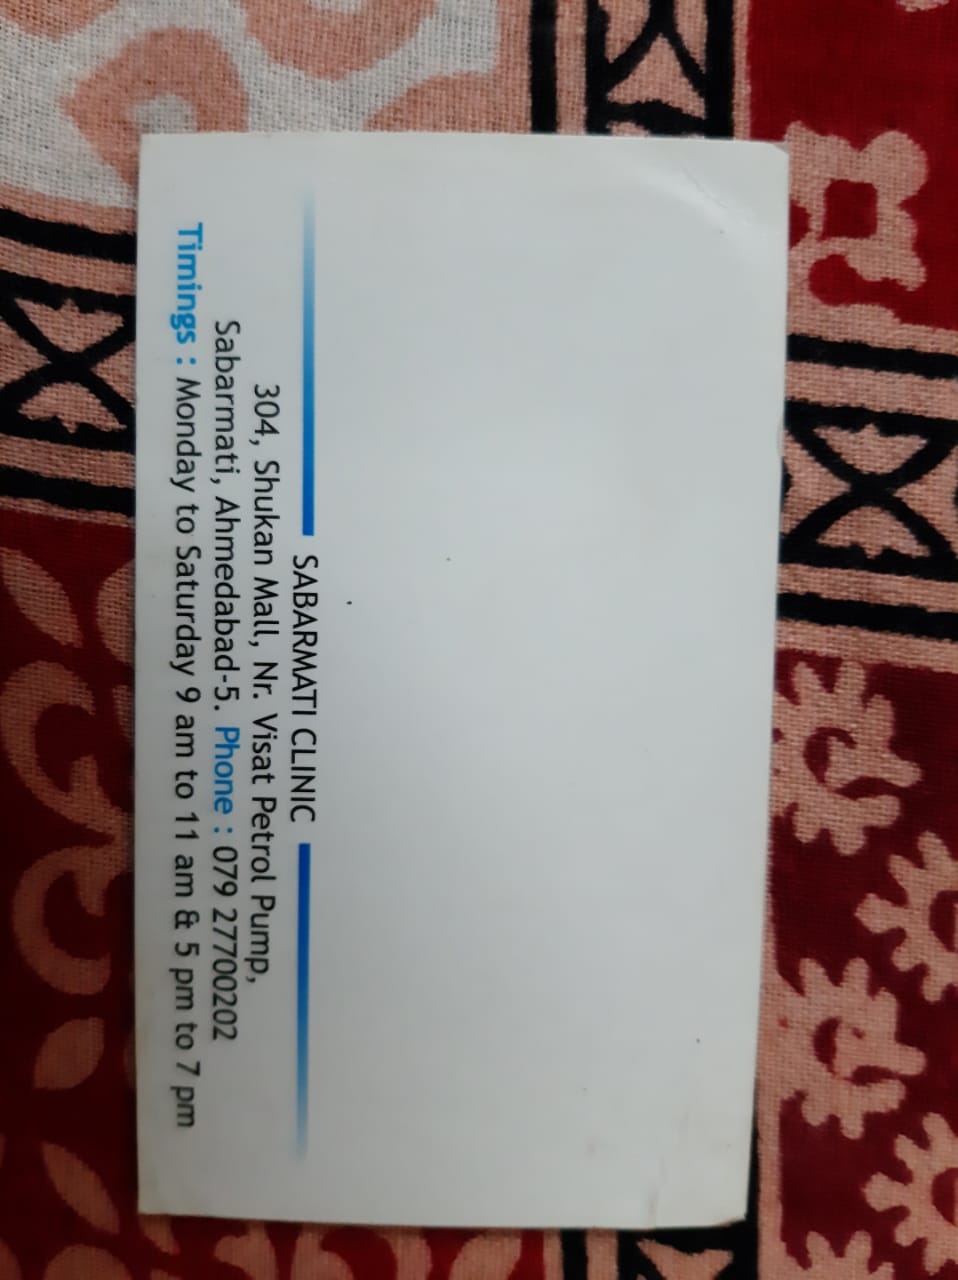 SABARMATI CLINIC
304, Shukan Mall, Nr. Visat Petrol Pump,
Sabarmati, Ahmedabad-5. Phone : 079 27700202
Timings : Monday to Saturday 9 am to 11 am & 5 pm to 7 pm